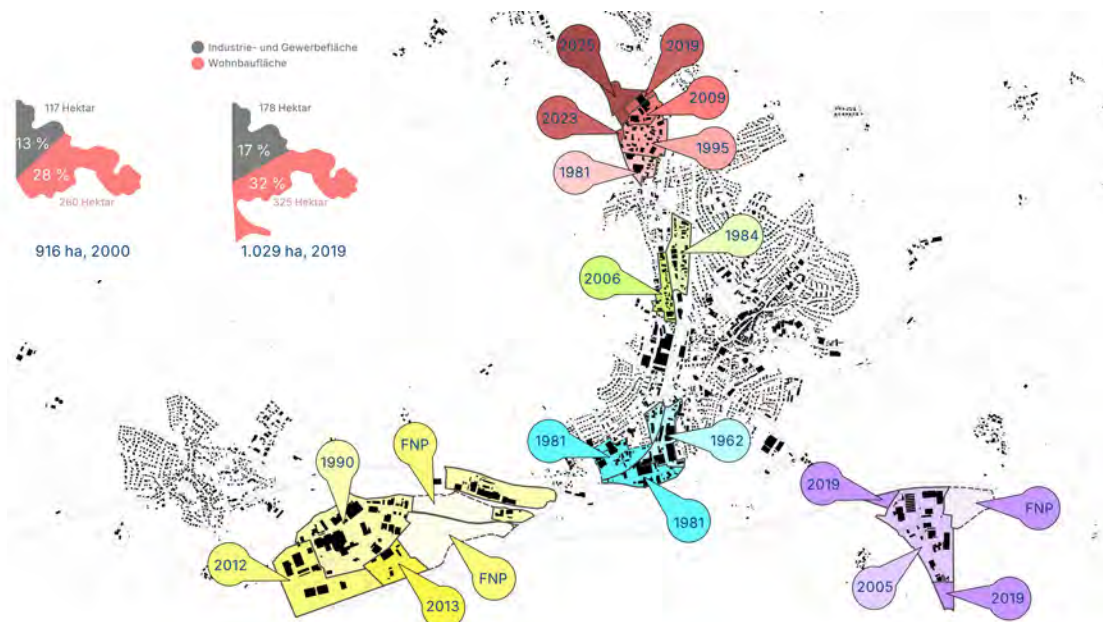 Industrie- und Gewerbefläche
Wohnbaufläche
117 Hektar
13 %
28 %
260 Hektar
916 ha, 2000
178 Hektar
17 %
32 %
325 Hektar
1.029 ha, 2019
2019
2009
2023
1995
1981
1984
2006
1981
1962
1981
FNP
1990
2012
2013
FNP
2019
FNP
2005
2019